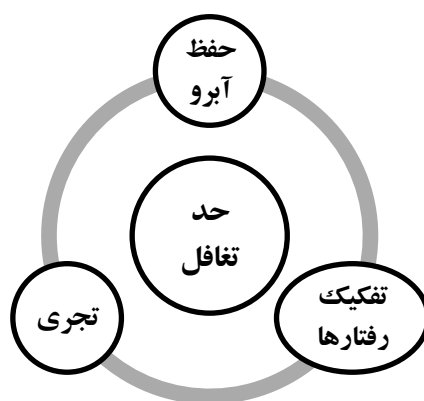 حفظ
آبرو
حد
تغافل
تفکیک
رفتارها
تجری